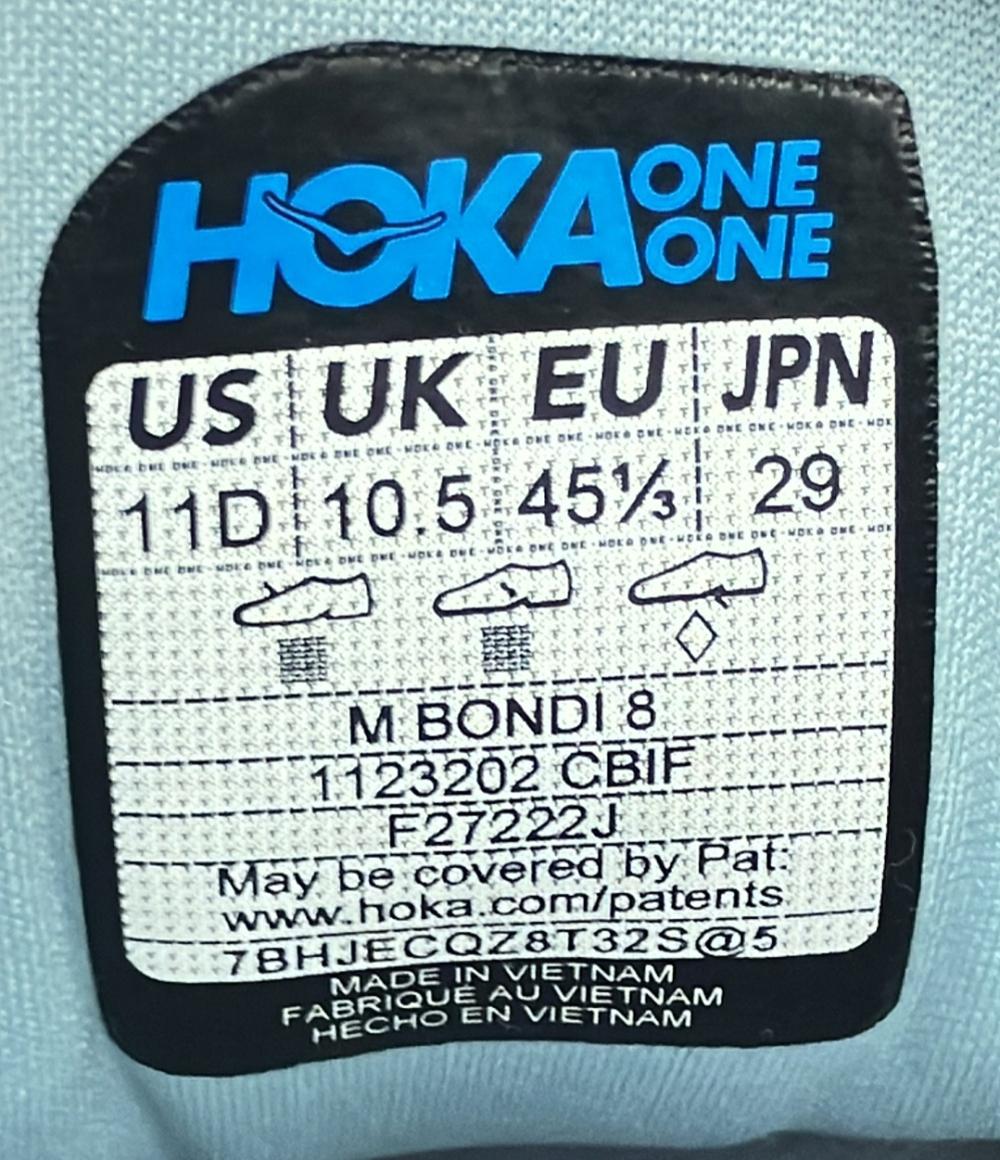 HOKA ONE ONE
US UK EU JPN
11D 10.5 45⅓ 29
M BONDI 8
1123202 CBIF
F27222J
May be covered by Pat:
www.hoka.com/patents
7BHJECQZ8T32S@5
MADE IN VIETNAM
FABRIQUÉ AU VIETNAM
HECHO EN VIETNAM